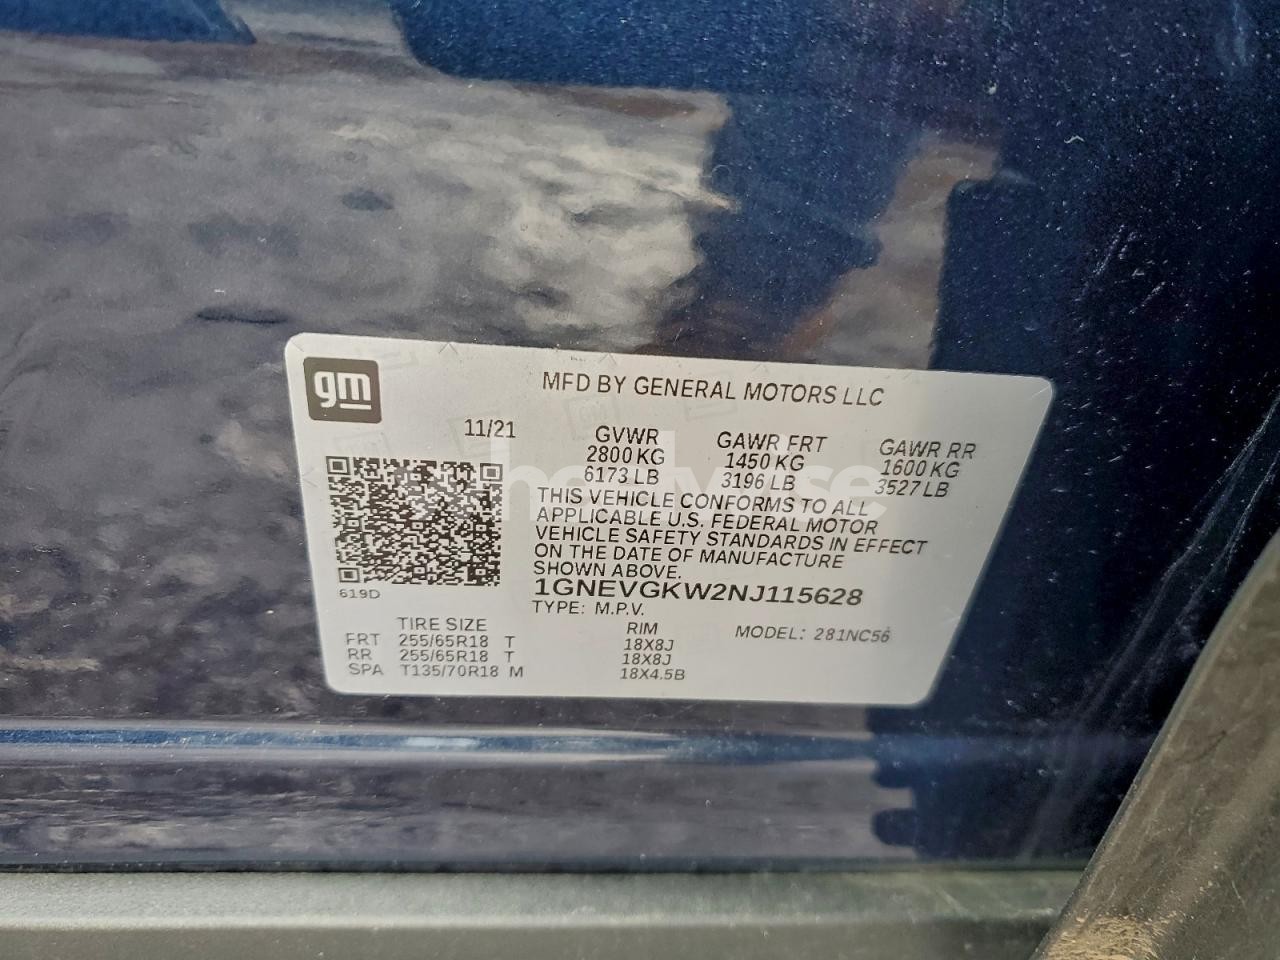 gm
MFD BY GENERAL MOTORS LLC
11/21
GVWR GAWR FRT GAWR RR
2800 KG 1450 KG 1600 KG
6173 LB 3196 LB 3527 LB
THIS VEHICLE CONFORMS TO ALL
APPLICABLE U.S. FEDERAL MOTOR
VEHICLE SAFETY STANDARDS IN EFFECT
ON THE DATE OF MANUFACTURE
SHOWN ABOVE.
619D
1GNEVGKW2NJ115628
TYPE: M.P.V.
TIRE SIZE RIM MODEL: 281NC56
FRT 255/65R18 T 18X8J
RR 255/65R18 T 18X8J
SPA T135/70R18 M 18X4.5B